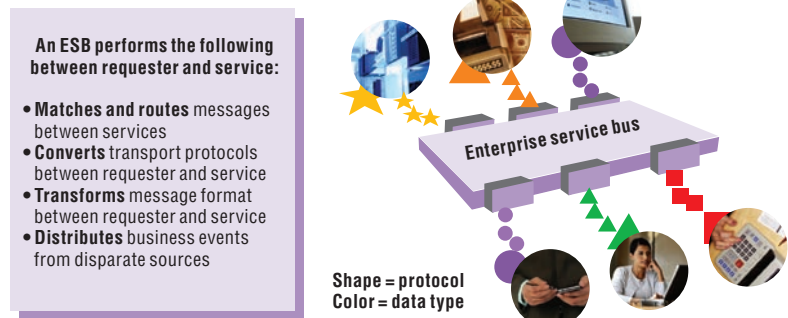 An ESB performs the following
between requester and service:
• Matches and routes messages
between services
• Converts transport protocols
between requester and service
• Transforms message format
between requester and service
• Distributes business events
from disparate sources
Enterprise service bus
Shape = protocol
Color = data type